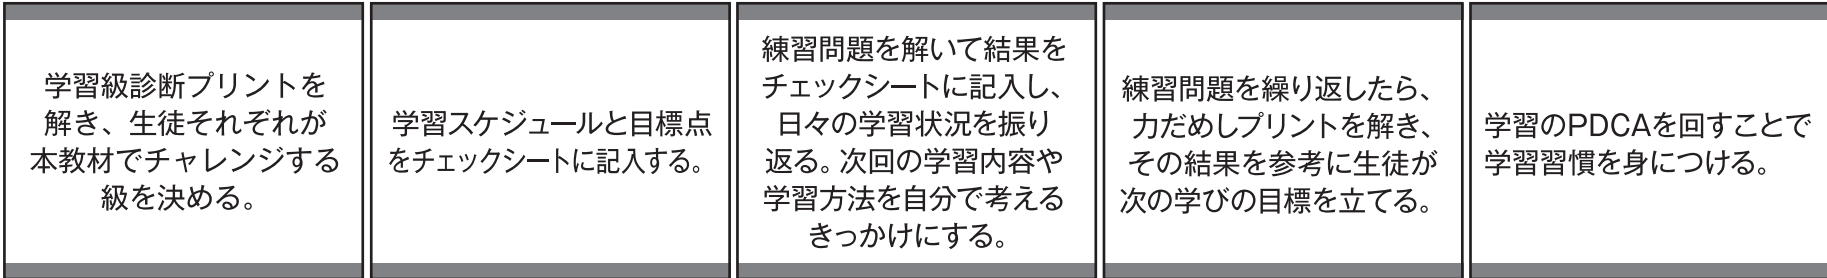 学習級診断プリントを
解き、生徒それぞれが
本教材でチャレンジする
級を決める。
学習スケジュールと目標点
をチェックシートに記入する。
練習問題を解いて結果を
チェックシートに記入し、
日々の学習状況を振り
返る。次回の学習内容や
学習方法を自分で考える
きっかけにする。
練習問題を繰り返したら、
力だめしプリントを解き、
その結果を参考に生徒が
次の学びの目標を立てる。
学習のPDCAを回すことで
学習習慣を身につける。